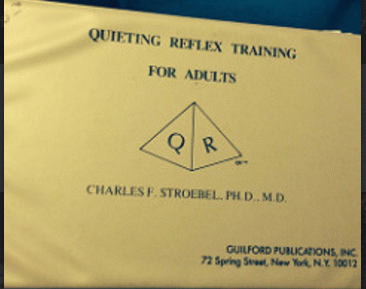 QUIETING REFLEX TRAINING
FOR ADULTS
Q R
CHARLES F. STROEBEL, PH.D., M.D.
GUILFORD PUBLICATIONS, INC.
72 Spring Street, New York, N.Y. 10012